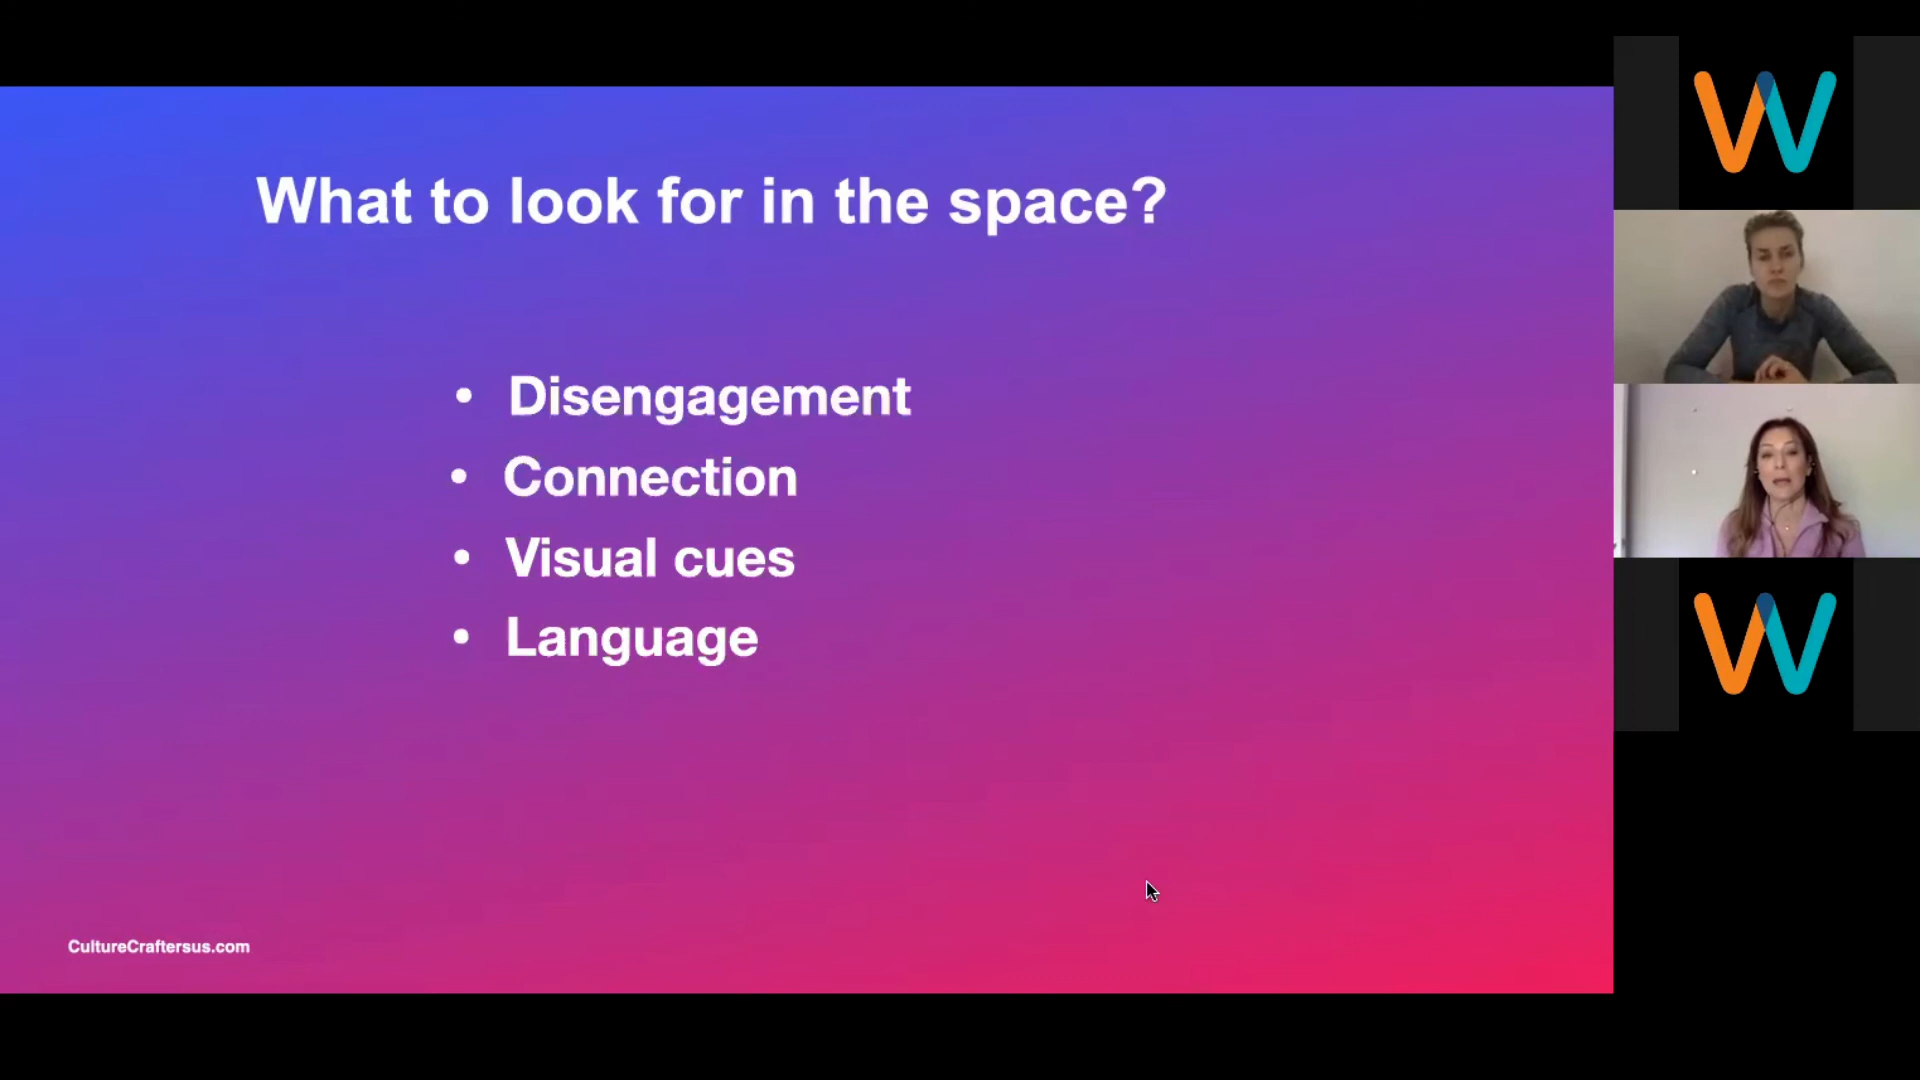 What to look for in the space?
• Disengagement
• Connection
• Visual cues
• Language
CultureCraftersus.com